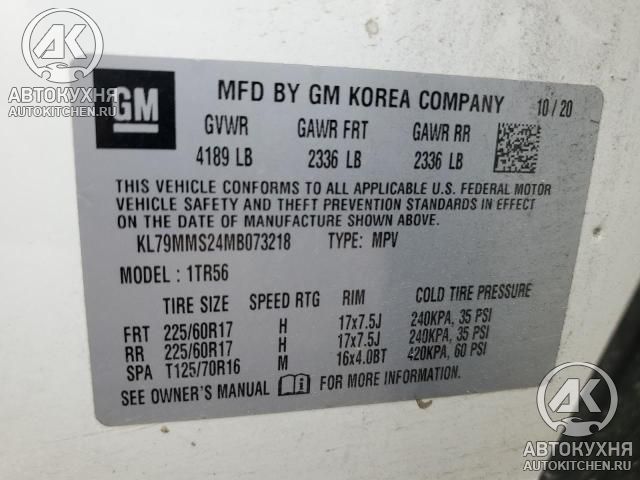 АК
АВТОКУХНЯ
AUTOKUCHNI.RU
GM
MFD BY GM KOREA COMPANY 10/20
GVWR GAWR FRT GAWR RR
4189 LB 2336 LB 2336 LB
THIS VEHICLE CONFORMS TO ALL APPLICABLE U.S. FEDERAL MOTOR
VEHICLE SAFETY AND THEFT PREVENTION STANDARDS IN EFFECT
ON THE DATE OF MANUFACTURE SHOWN ABOVE.
KL79MMS24MB073218 TYPE: MPV
MODEL : 1TR56
TIRE SIZE SPEED RTG RIM COLD TIRE PRESSURE
FRT 225/60R17 H 17x7.5J 240KPA, 35 PSI
RR 225/60R17 H 17x7.5J 240KPA, 35 PSI
SPA T125/70R16 M 16x4.0BT 420KPA, 60 PSI
SEE OWNER'S MANUAL FOR MORE INFORMATION.
АК
АВТОКУХНЯ
AUTOKUCHNI.RU